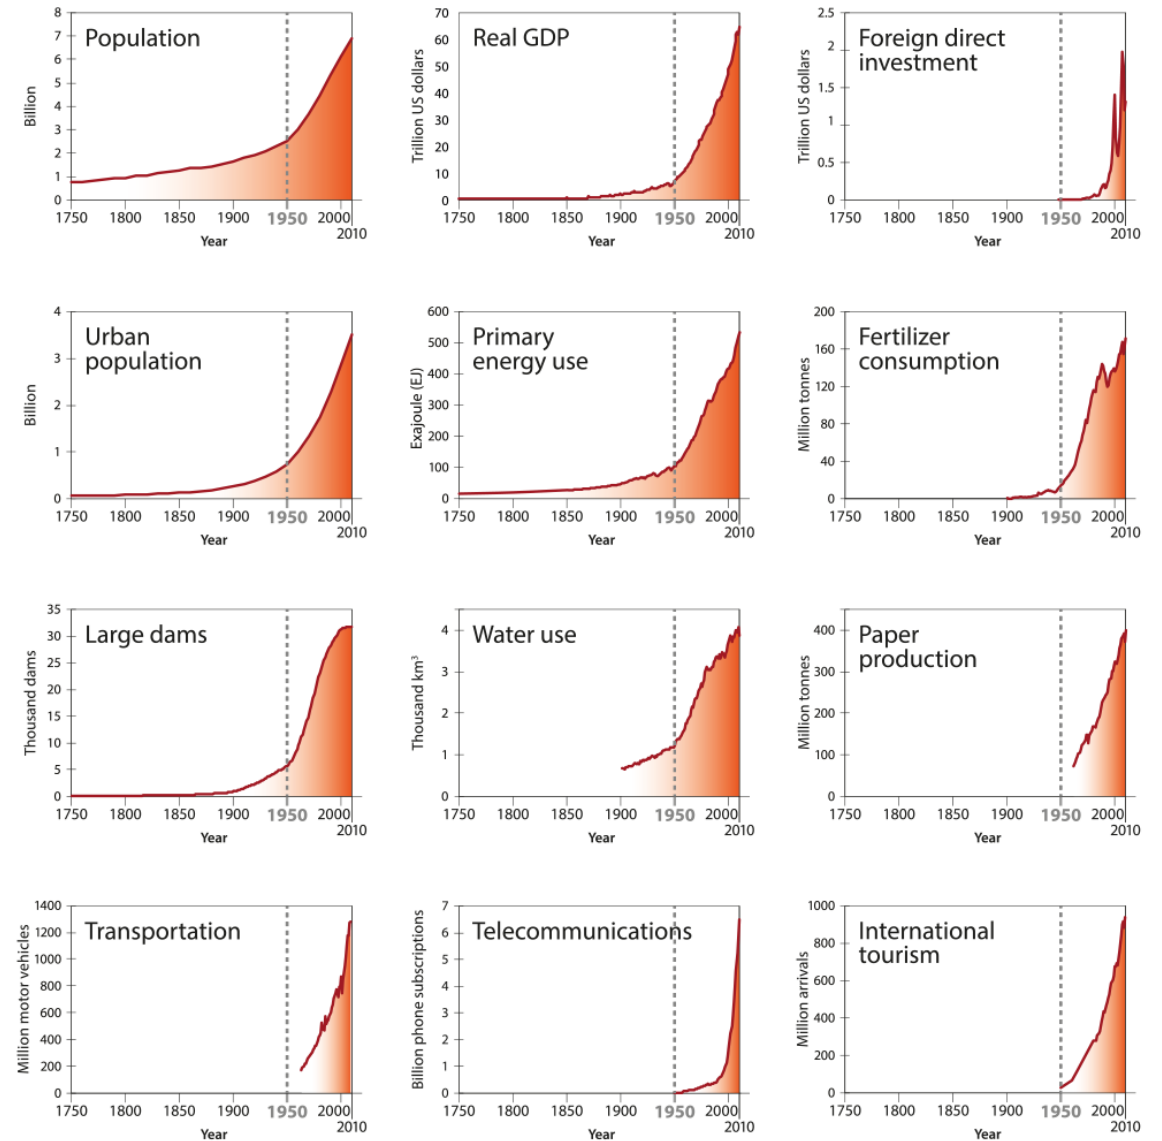 Population
Billion
8
7
6
5
4
3
2
1
0
1750 1800 1850 1900 1950 2000
2010
Year
Real GDP
Trillion US dollars
70
60
50
40
30
20
10
0
1750 1800 1850 1900 1950 2000
2010
Year
Foreign direct
investment
Trillion US dollars
2.5
2
1.5
1
0.5
0
1750 1800 1850 1900 1950 2000
2010
Year
Urban
population
Billion
4
3
2
1
0
1750 1800 1850 1900 1950 2000
2010
Year
Primary
energy use
Exajoule (EJ)
600
500
400
300
200
100
0
1750 1800 1850 1900 1950 2000
2010
Year
Fertilizer
consumption
Million tonnes
200
160
120
80
40
0
1750 1800 1850 1900 1950 2000
2010
Year
Large dams
Thousand dams
35
30
25
20
15
10
5
0
1750 1800 1850 1900 1950 2000
2010
Year
Water use
Thousand km³
4
3
2
1
0
1750 1800 1850 1900 1950 2000
2010
Year
Paper
production
Million tonnes
400
300
200
100
0
1750 1800 1850 1900 1950 2000
2010
Year
Transportation
Million motor vehicles
1400
1200
1000
800
600
400
200
0
1750 1800 1850 1900 1950 2000
2010
Year
Telecommunications
Billion phone subscriptions
7
6
5
4
3
2
1
0
1750 1800 1850 1900 1950 2000
2010
Year
International
tourism
Million arrivals
1000
800
600
400
200
0
1750 1800 1850 1900 1950 2000
2010
Year